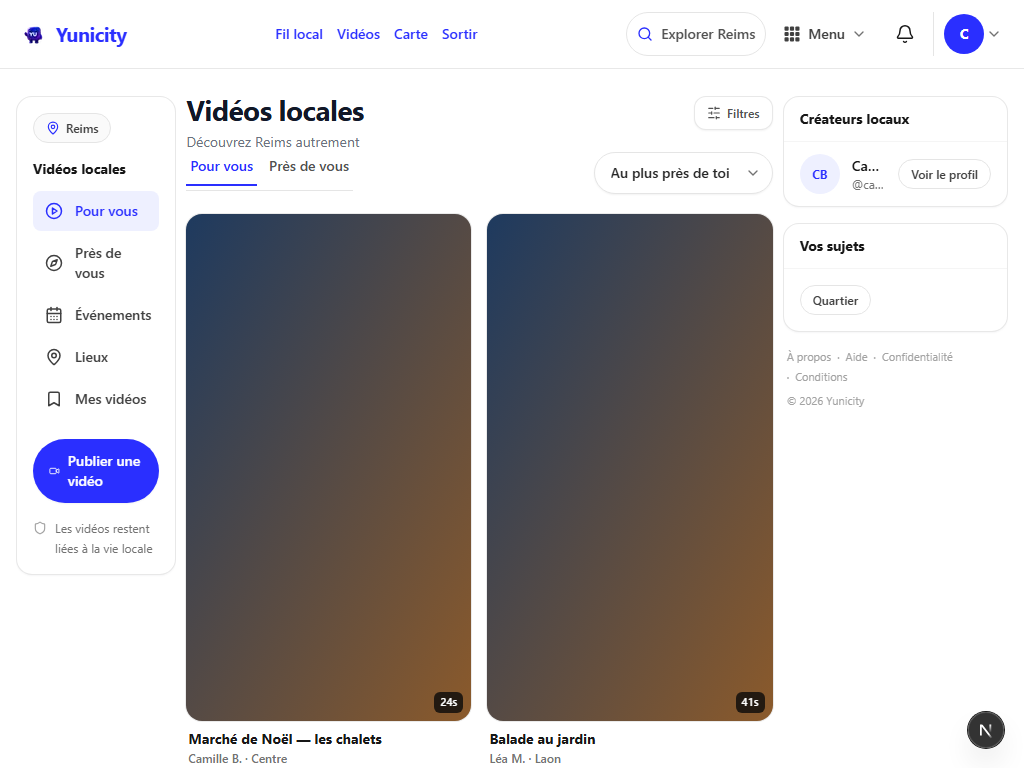 YU Yunicity
Fil local Vidéos Carte Sortir
Explorer Reims
Menu
C
Reims
Vidéos locales
Pour vous
Près de
vous
Événements
Lieux
Mes vidéos
Publier une
vidéo
Les vidéos restent
liées à la vie locale
Vidéos locales
Découvrez Reims autrement
Filtres
Pour vous Près de vous
Au plus près de toi
24s
Marché de Noël — les chalets
Camille B. · Centre
41s
Balade au jardin
Léa M. · Laon
Créateurs locaux
CB
Ca...
@ca...
Voir le profil
Vos sujets
Quartier
À propos · Aide · Confidentialité
· Conditions
© 2026 Yunicity
N